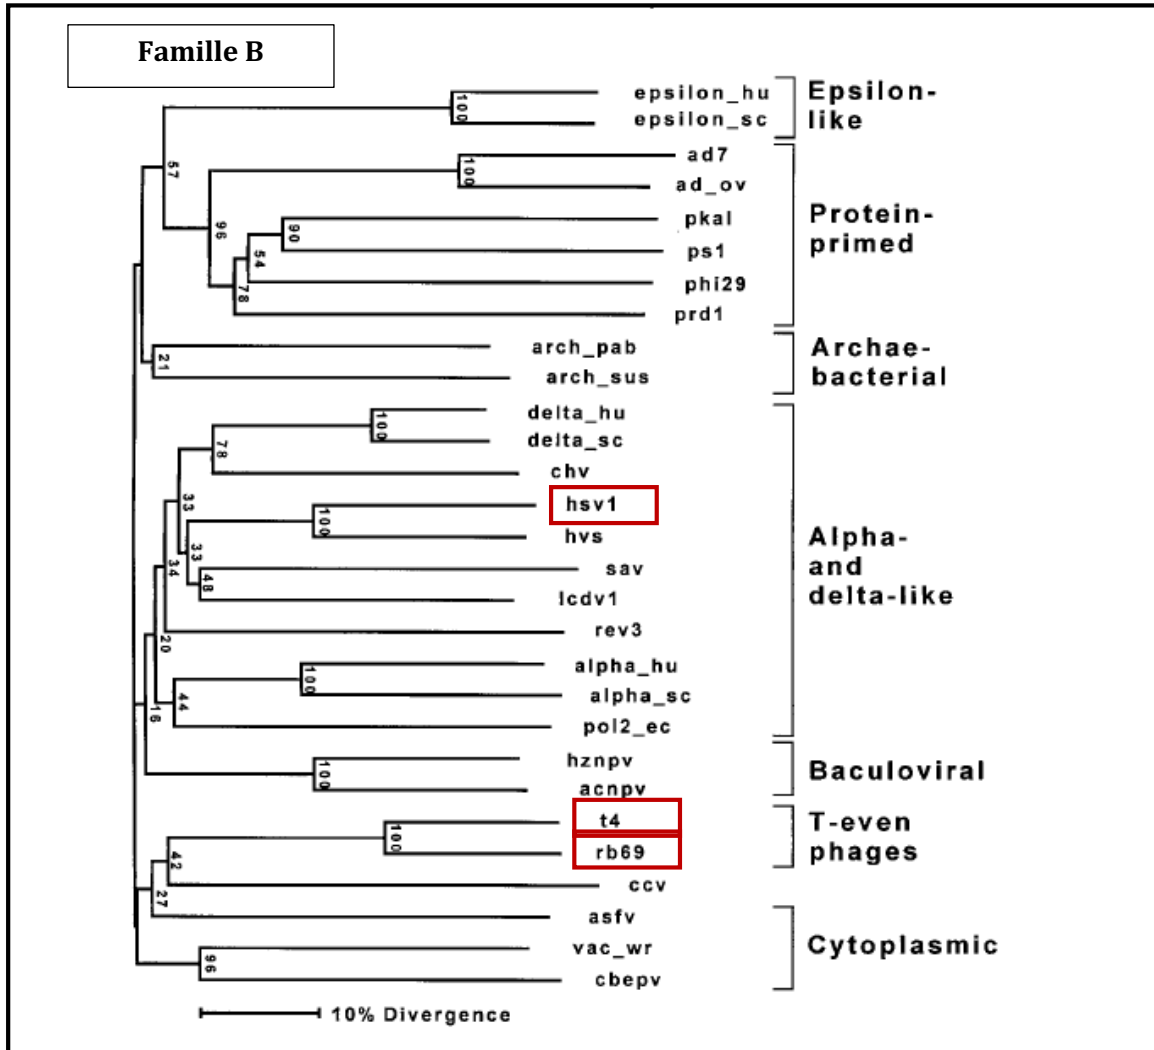 Famille B
epsilon_hu
epsilon_sc
Epsilon-
like
100
57
ad7
ad_ov
100
pkal
ps1
90
phi29
54
prd1
78
96
Protein-
primed
arch_pab
arch_sus
21
Archae-
bacterial
delta_hu
delta_sc
100
chv
78
hsv1
hvs
100
33
sav
lcdv1
48
33
34
rev3
20
alpha_hu
alpha_sc
100
pol2_ec
44
16
Alpha-
and
delta-like
hznpv
acnpv
100
Baculoviral
t4
rb69
100
T-even
phages
ccv
42
asfv
27
vac_wr
cbepv
96
Cytoplasmic
10% Divergence